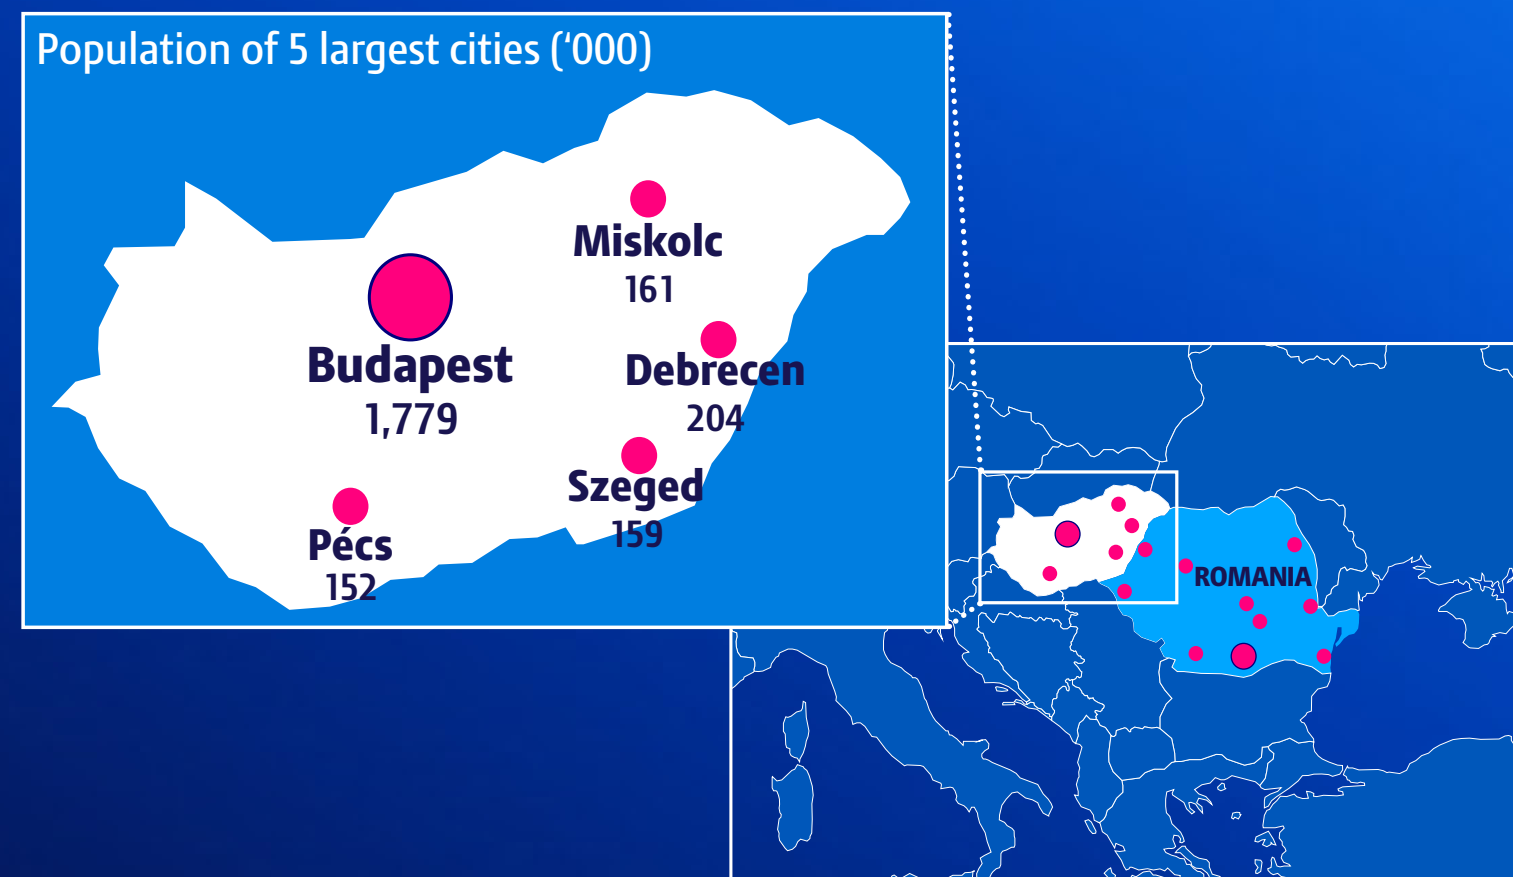 Population of 5 largest cities (‘000)
Miskolc
161
Budapest
1,779
Debrecen
204
Szeged
159
Pécs
152
ROMANIA